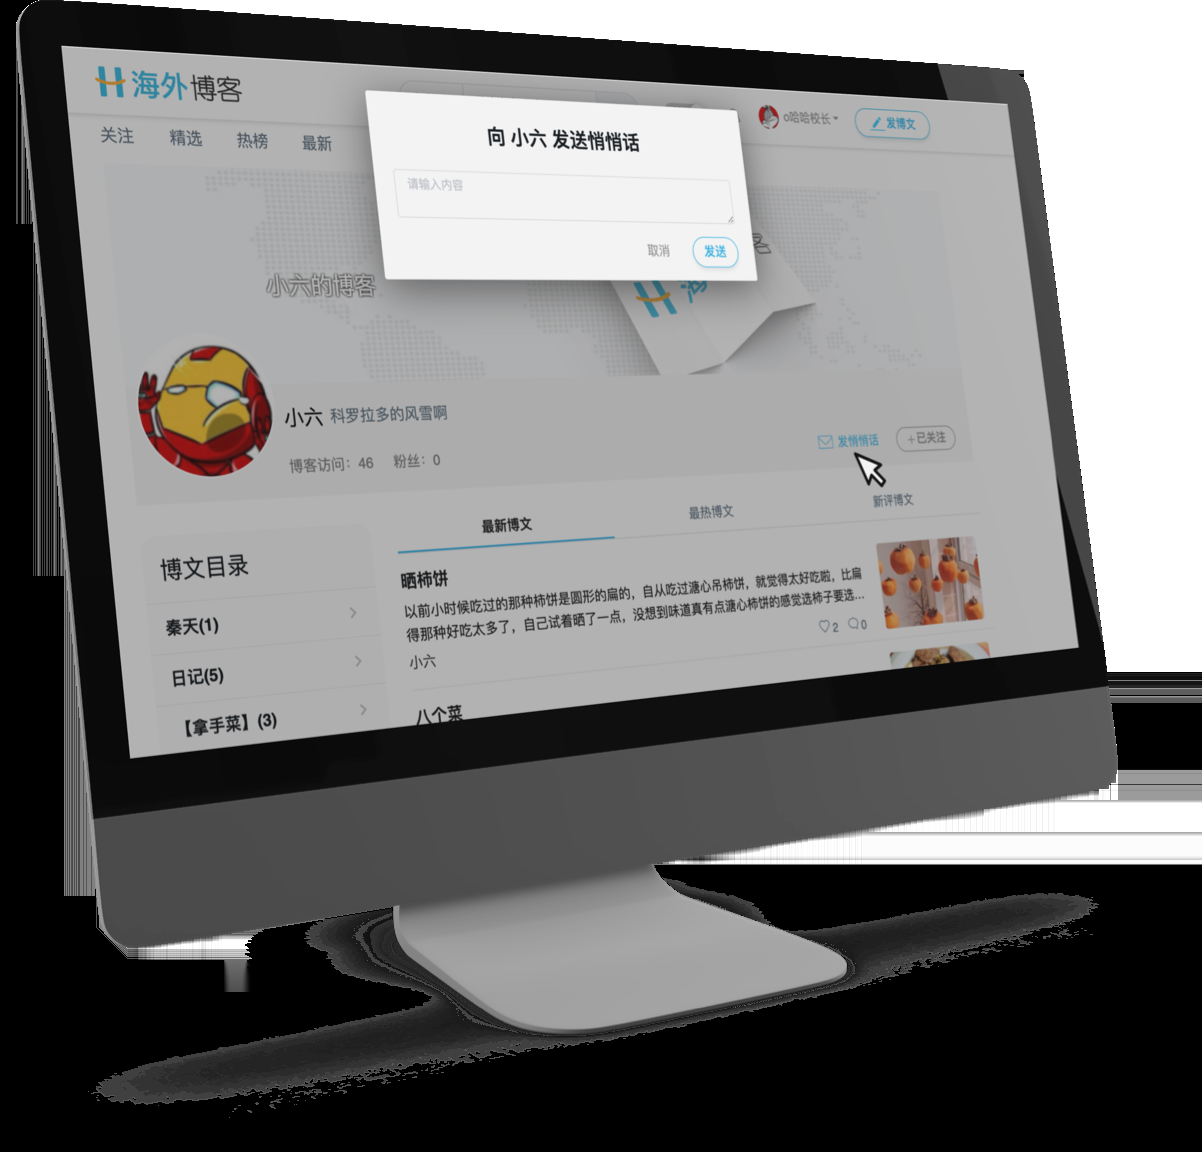 海外博客
o哈哈校长
发博文
关注 精选 热榜 最新
向 小六 发送悄悄话
请输入内容
取消 发送
小六的博客
小六 科罗拉多的风雪啊
博客访问：46 粉丝：0
发悄悄话 +已关注
最新博文 最热博文 新评博文
博文目录
秦天(1)
日记(5)
【拿手菜】(3)
晒柿饼
以前小时候吃过的那种柿饼是圆形的扁的，自从吃过溏心吊柿饼，就觉得太好吃啦，比扁
得那种好吃太多了，自己试着晒了一点，没想到味道真有点溏心柿饼的感觉选柿子要选...
小六
2 0
八个菜